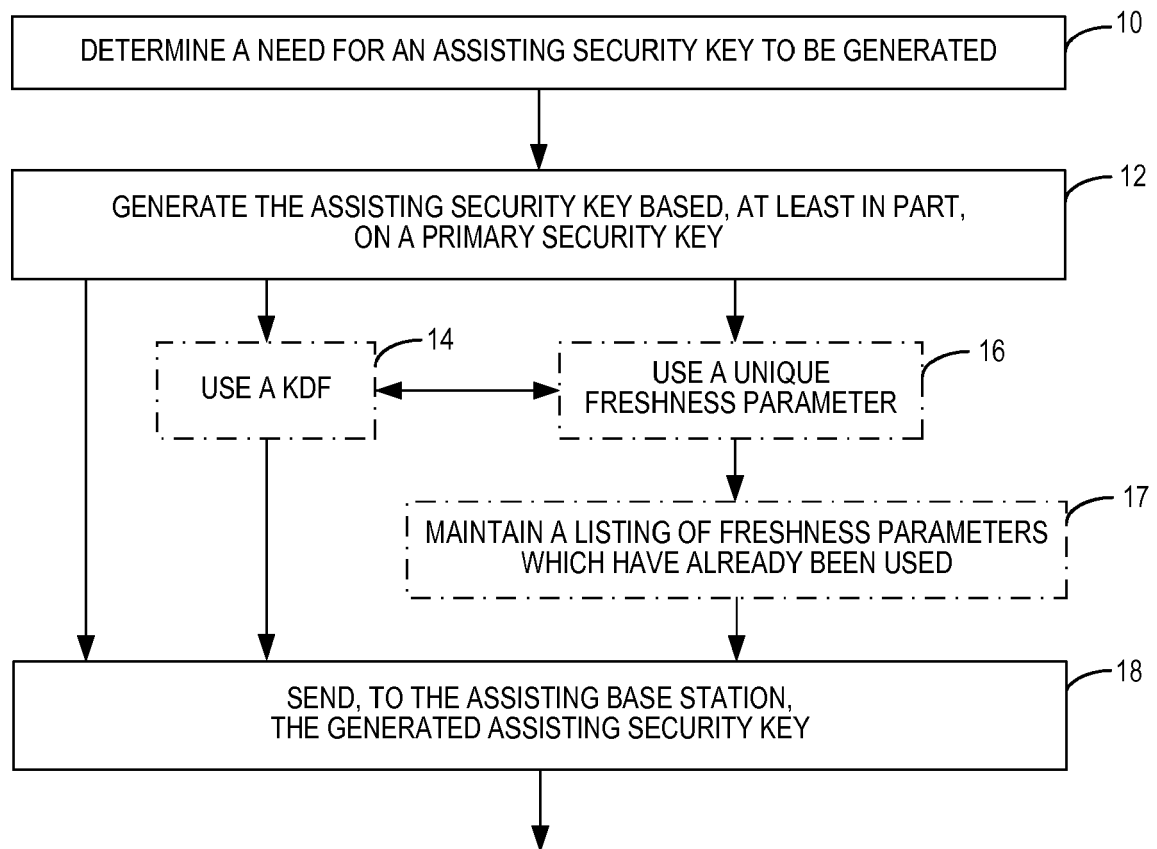 DETERMINE A NEED FOR AN ASSISTING SECURITY KEY TO BE GENERATED
10
GENERATE THE ASSISTING SECURITY KEY BASED, AT LEAST IN PART,
ON A PRIMARY SECURITY KEY
12
USE A KDF
14
USE A UNIQUE
FRESHNESS PARAMETER
16
MAINTAIN A LISTING OF FRESHNESS PARAMETERS
WHICH HAVE ALREADY BEEN USED
17
SEND, TO THE ASSISTING BASE STATION,
THE GENERATED ASSISTING SECURITY KEY
18